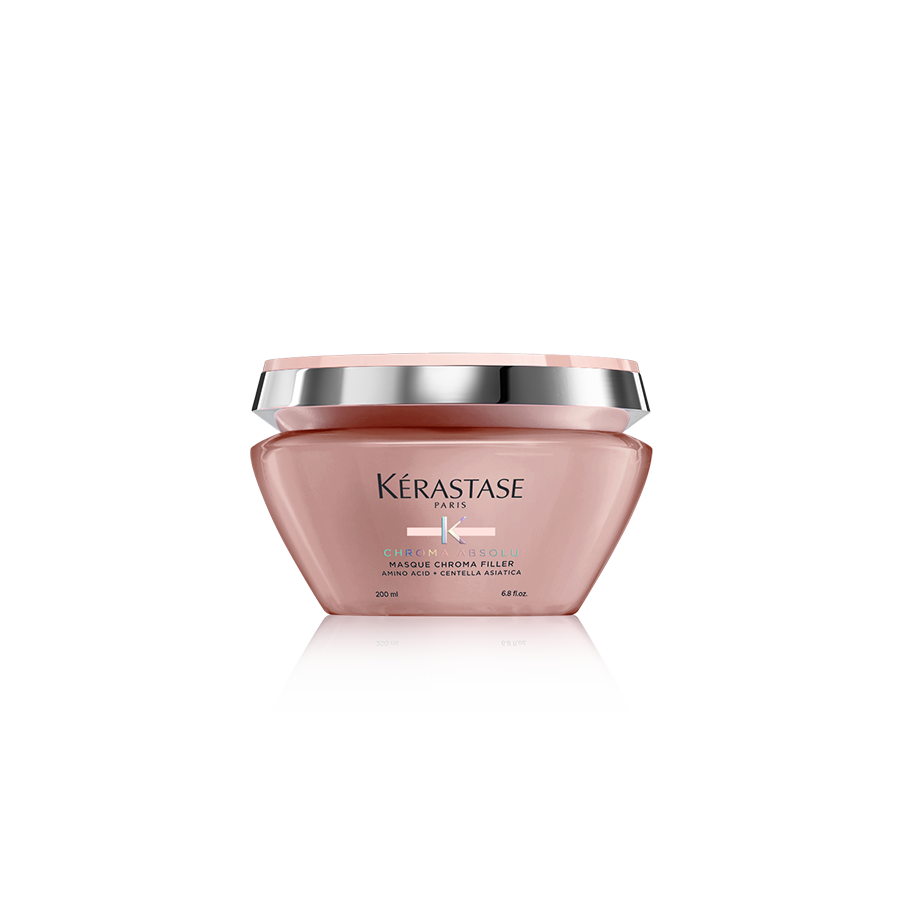 KÉRASTASE
PARIS
K
CHROMA ABSOLU
MASQUE CHROMA FILLER
AMINO ACID + CENTELLA ASIATICA
200 ml 6.8 fl.oz.